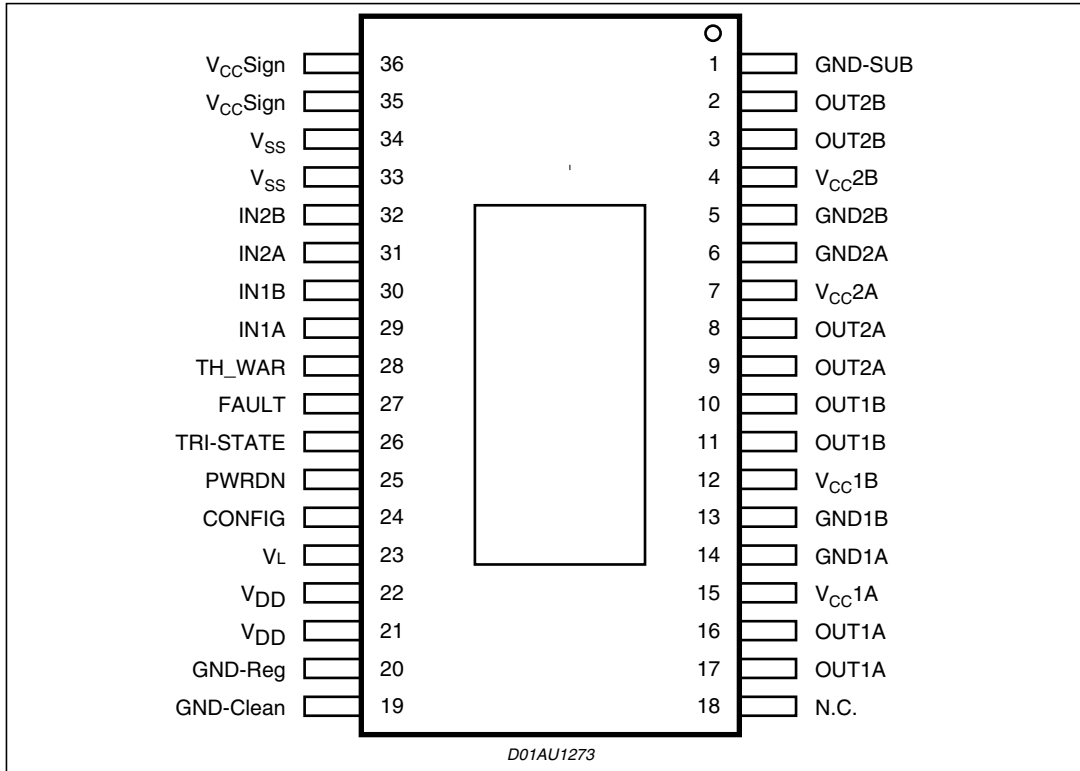 VCCSign 36 1 GND-SUB
VCCSign 35 2 OUT2B
VSS 34 3 OUT2B
VSS 33 4 VCC2B
IN2B 32 5 GND2B
IN2A 31 6 GND2A
IN1B 30 7 VCC2A
IN1A 29 8 OUT2A
TH_WAR 28 9 OUT2A
FAULT 27 10 OUT1B
TRI-STATE 26 11 OUT1B
PWRDN 25 12 VCC1B
CONFIG 24 13 GND1B
VL 23 14 GND1A
VDD 22 15 VCC1A
VDD 21 16 OUT1A
GND-Reg 20 17 OUT1A
GND-Clean 19 18 N.C.
D01AU1273